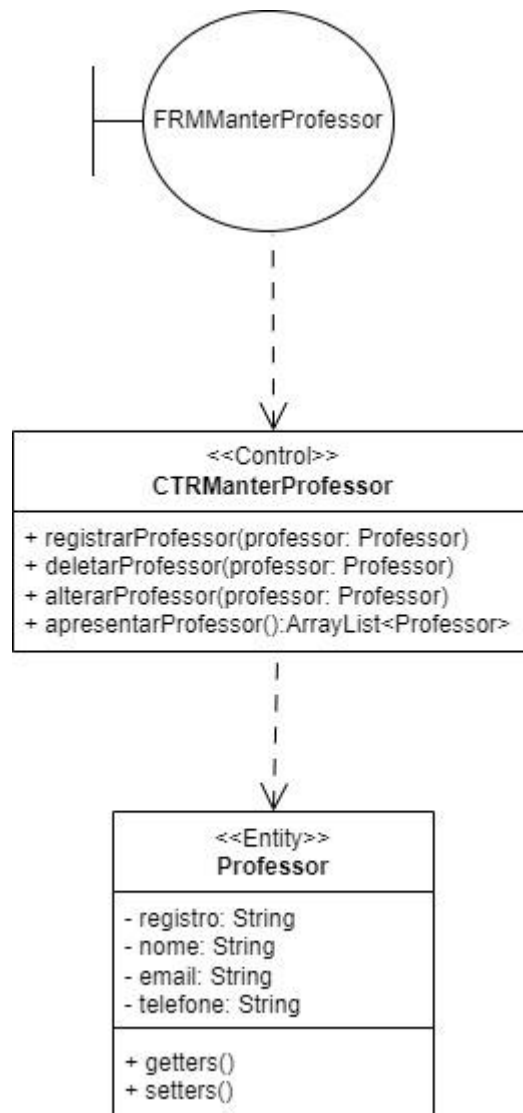 FRMManterProfessor
<<Control>>
CTRManterProfessor
+ registrarProfessor(professor: Professor)
+ deletarProfessor(professor: Professor)
+ alterarProfessor(professor: Professor)
+ apresentarProfessor():ArrayList<Professor>
<<Entity>>
Professor
- registro: String
- nome: String
- email: String
- telefone: String
+ getters()
+ setters()